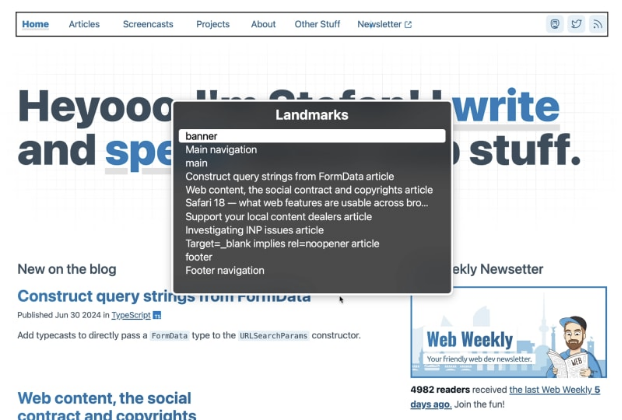 Home Articles Screencasts Projects About Other Stuff Newsletter
Heyooo, I'm Stefan! I write
and spe
b stuff.
Landmarks
banner
Main navigation
main
Construct query strings from FormData article
Web content, the social contract and copyrights article
Safari 18 — what web features are usable across bro...
Support your local content dealers article
Investigating INP issues article
Target=_blank implies rel=noopener article
footer
Footer navigation
New on the blog
Construct query strings from FormData
Published Jun 30 2024 in TypeScript TS
Add typecasts to directly pass a FormData type to the URLSearchParams constructor.
Web content, the social
contract and copyrights
ekly Newsetter
Web Weekly
Your friendly web dev newsletter.
WEB
WEEKLY
4982 readers received the last Web Weekly 5
days ago. Join the fun!